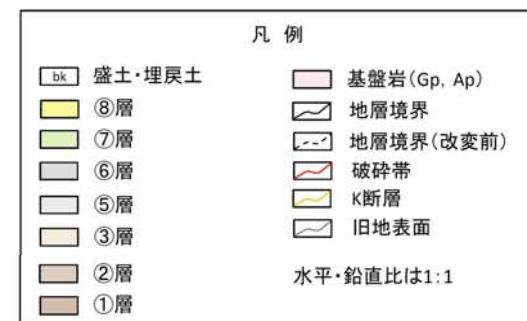 凡 例
bk 盛土・埋戻土
⑧層
⑦層
⑥層
⑤層
③層
②層
①層
基盤岩(Gp, Ap)
地層境界
地層境界(改変前)
破砕帯
K断層
旧地表面
水平・鉛直比は1:1